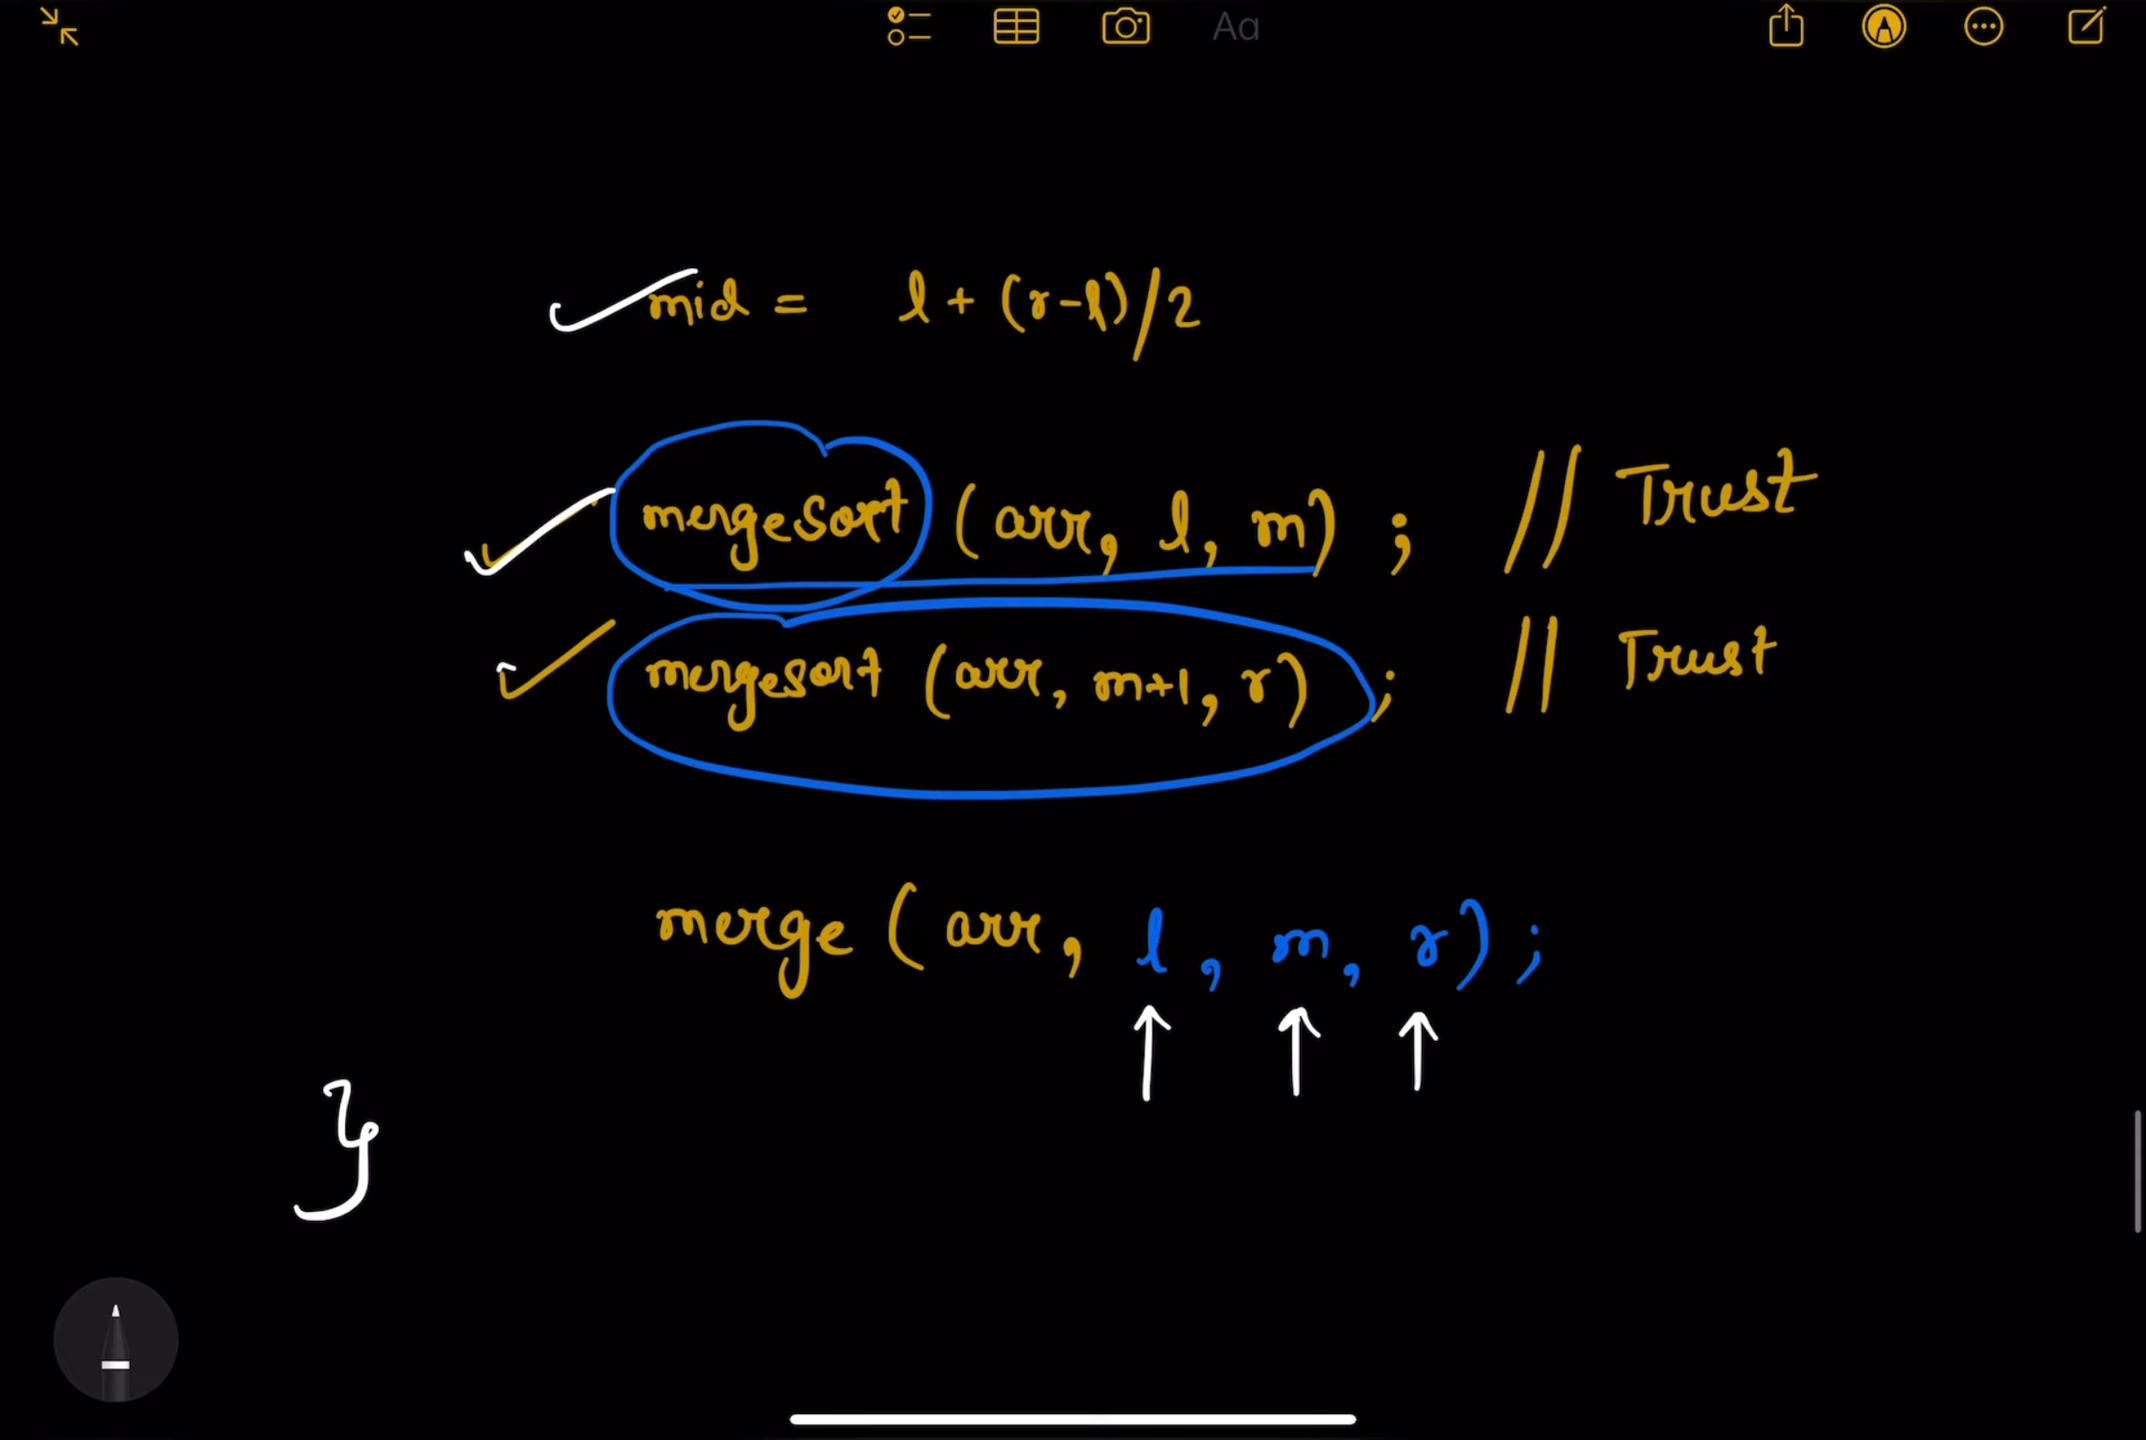 Aa
mid = l + (r-l)/2
mergesort (arr, l, m) ; // Trust
mergesort (arr, m+1, r) ; // Trust
merge (arr, l, m, r) ;
}